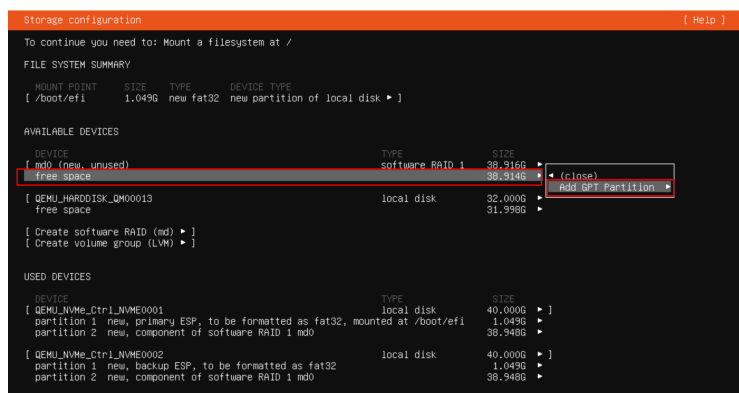 Storage configuration [ Help ]
To continue you need to: Mount a filesystem at /
FILE SYSTEM SUMMARY
MOUNT POINT SIZE TYPE DEVICE TYPE
[ /boot/efi 1.049G new fat32 new partition of local disk ► ]
AVAILABLE DEVICES
DEVICE TYPE SIZE
[ md0 (new, unused) software RAID 1 38.916G ►
free space 38.914G ► ◄ (close)
Add GPT Partition ►
[ QEMU_HARDDISK_QM00013 local disk 32.000G ►
free space 31.998G ►
[ Create software RAID (md) ► ]
[ Create volume group (LVM) ► ]
USED DEVICES
DEVICE TYPE SIZE
[ QEMU_NVMe_Ctrl_NVME0001 local disk 40.000G ► ]
partition 1 new, primary ESP, to be formatted as fat32, mounted at /boot/efi 1.049G ►
partition 2 new, component of software RAID 1 md0 38.948G ►
[ QEMU_NVMe_Ctrl_NVME0002 local disk 40.000G ► ]
partition 1 new, backup ESP, to be formatted as fat32 1.049G ►
partition 2 new, component of software RAID 1 md0 38.948G ►